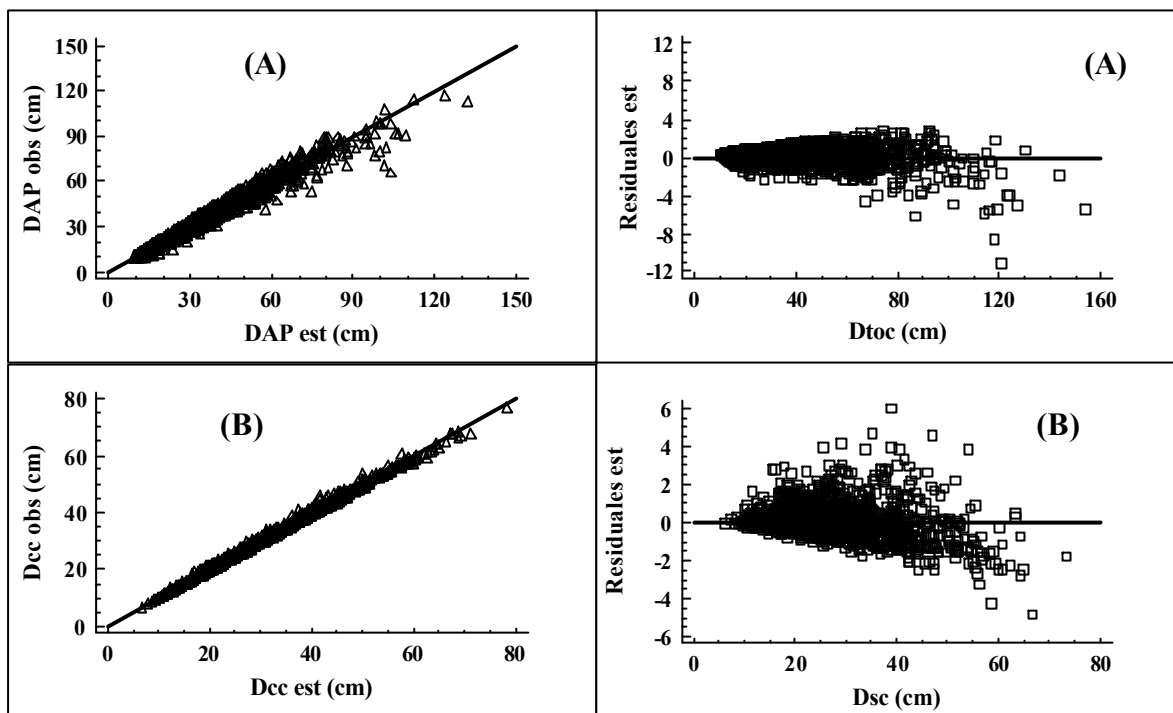 (A)
DAP obs (cm)
150
120
90
60
30
0
0 30 60 90 120 150
DAP est (cm)
(A)
Residuales est
12
8
4
0
-4
-8
-12
0 40 80 120 160
Dtoc (cm)
(B)
Dcc obs (cm)
80
60
40
20
0
0 20 40 60 80
Dcc est (cm)
(B)
Residuales est
6
4
2
0
-2
-4
-6
0 20 40 60 80
Dsc (cm)